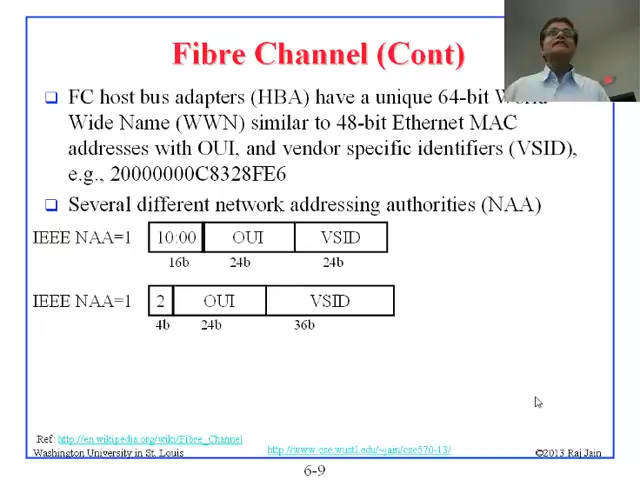 Fibre Channel (Cont)
FC host bus adapters (HBA) have a unique 64-bit World
Wide Name (WWN) similar to 48-bit Ethernet MAC
addresses with OUI, and vendor specific identifiers (VSID),
e.g., 20000000C8328FE6
Several different network addressing authorities (NAA)
IEEE NAA=1 10:00 OUI VSID
16b 24b 24b
IEEE NAA=1 2 OUI VSID
4b 24b 36b
Ref: http://en.wikipedia.org/wiki/Fibre_Channel
Washington University in St. Louis http://www.cse.wustl.edu/~jain/cse570-13/ ©2013 Raj Jain
6-9